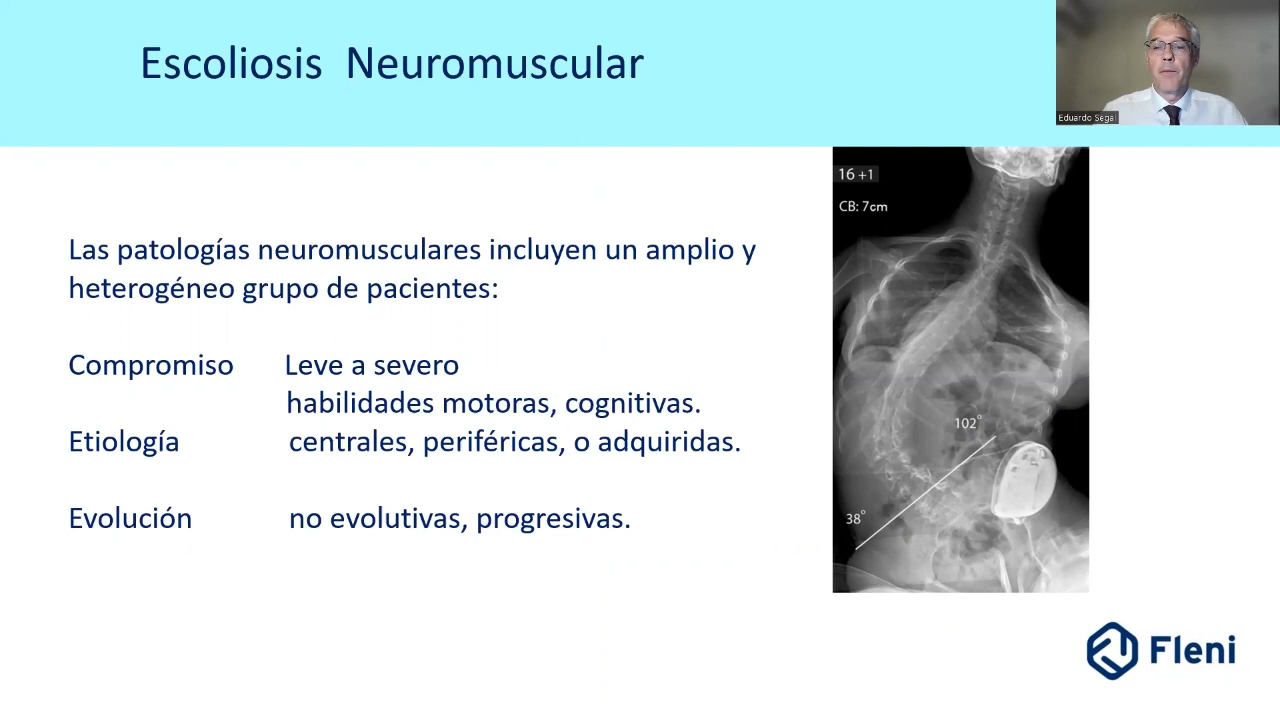 Escoliosis Neuromuscular
Eduardo Segal
16 +1
CB: 7cm
Las patologías neuromusculares incluyen un amplio y
heterogéneo grupo de pacientes:
Compromiso Leve a severo
habilidades motoras, cognitivas.
Etiología centrales, periféricas, o adquiridas.
Evolución no evolutivas, progresivas.
102°
38°
Fleni